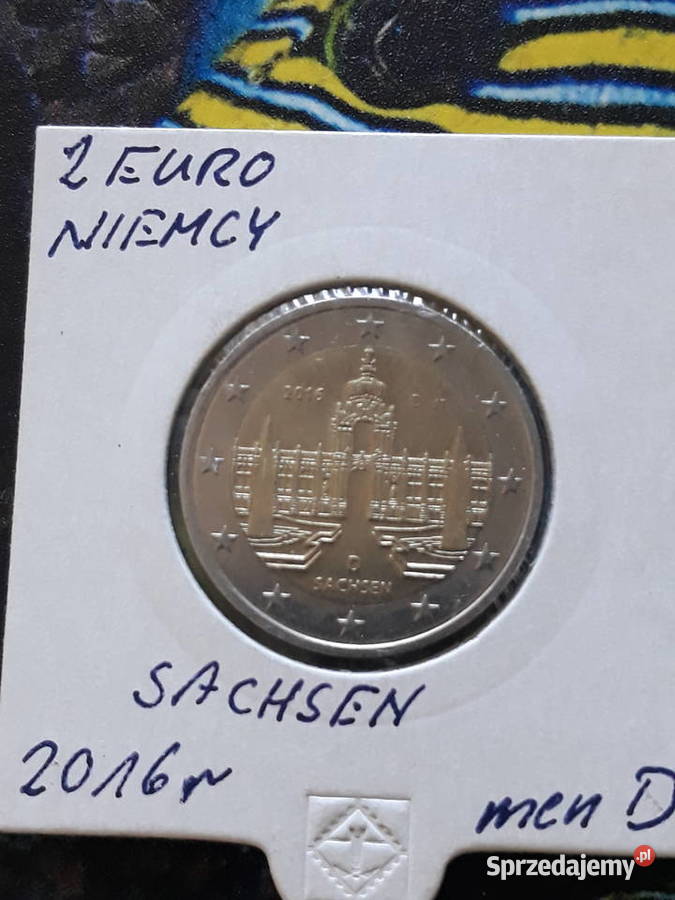 2 EURO
NIEMCY
2016
D
SACHSEN
SACHSEN
2016r
men D
Sprzedajemy.pl